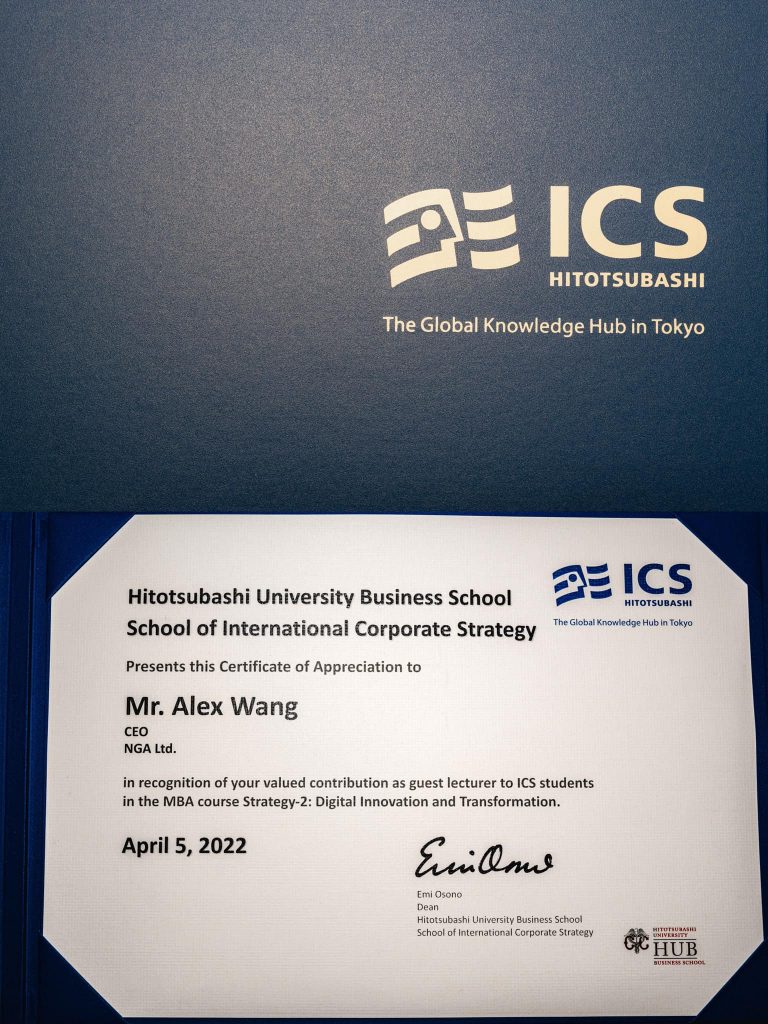 ICS
HITOTSUBASHI
The Global Knowledge Hub in Tokyo
Hitotsubashi University Business School
School of International Corporate Strategy
ICS
HITOTSUBASHI
The Global Knowledge Hub in Tokyo
Presents this Certificate of Appreciation to
Mr. Alex Wang
CEO
NGA Ltd.
in recognition of your valued contribution as guest lecturer to ICS students
in the MBA course Strategy-2: Digital Innovation and Transformation.
April 5, 2022
Emi Osono
Emi Osono
Dean
Hitotsubashi University Business School
School of International Corporate Strategy
HITOTSUBASHI
UNIVERSITY
HUB
BUSINESS SCHOOL